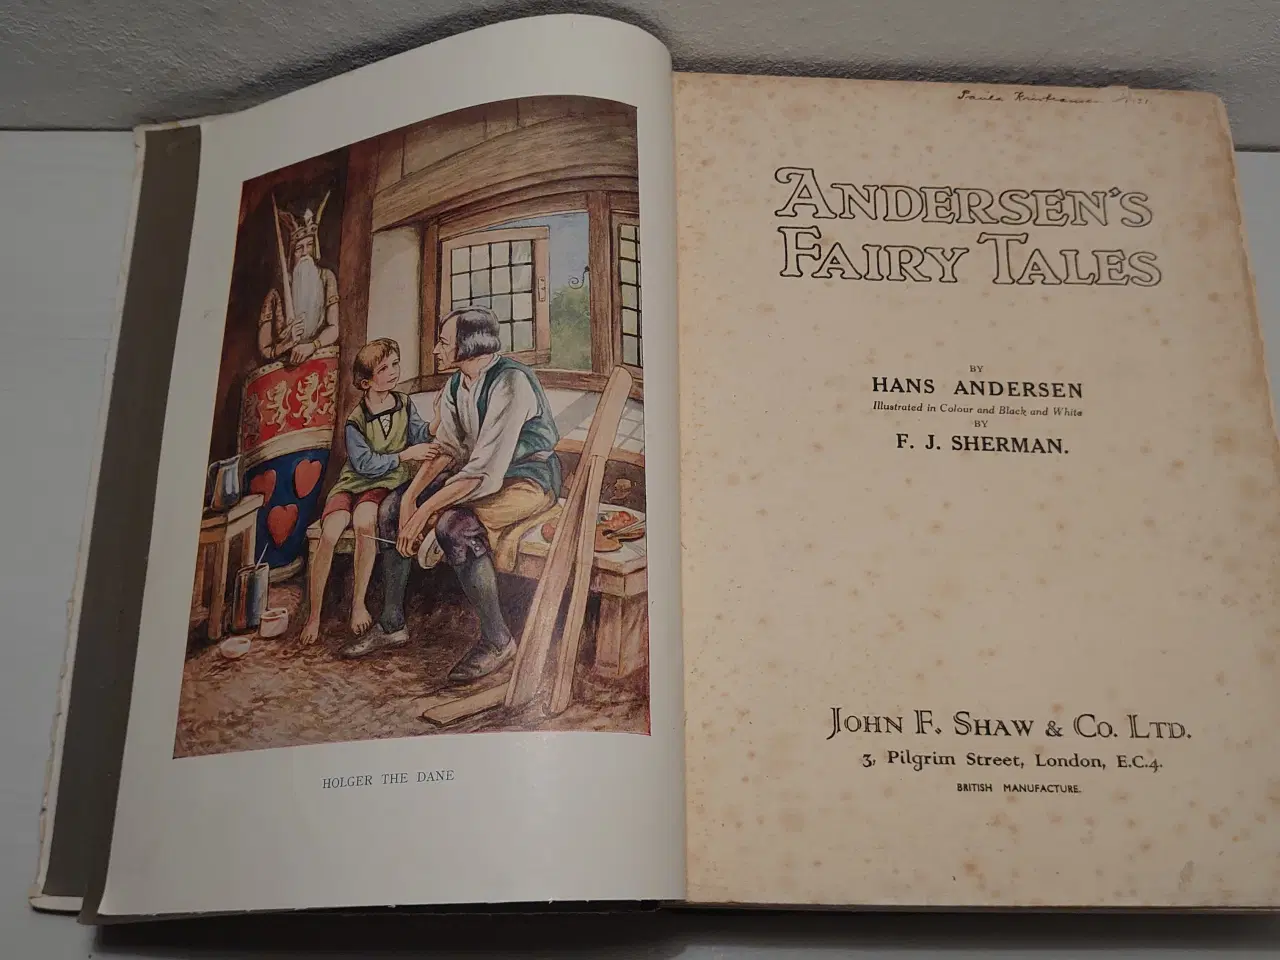 HOLGER THE DANE
ANDERSEN'S
FAIRY TALES
BY
HANS ANDERSEN
Illustrated in Colour and Black and White
BY
F. J. SHERMAN.
JOHN F. SHAW & CO. LTD.
3, Pilgrim Street, London, E.C.4.
BRITISH MANUFACTURE.